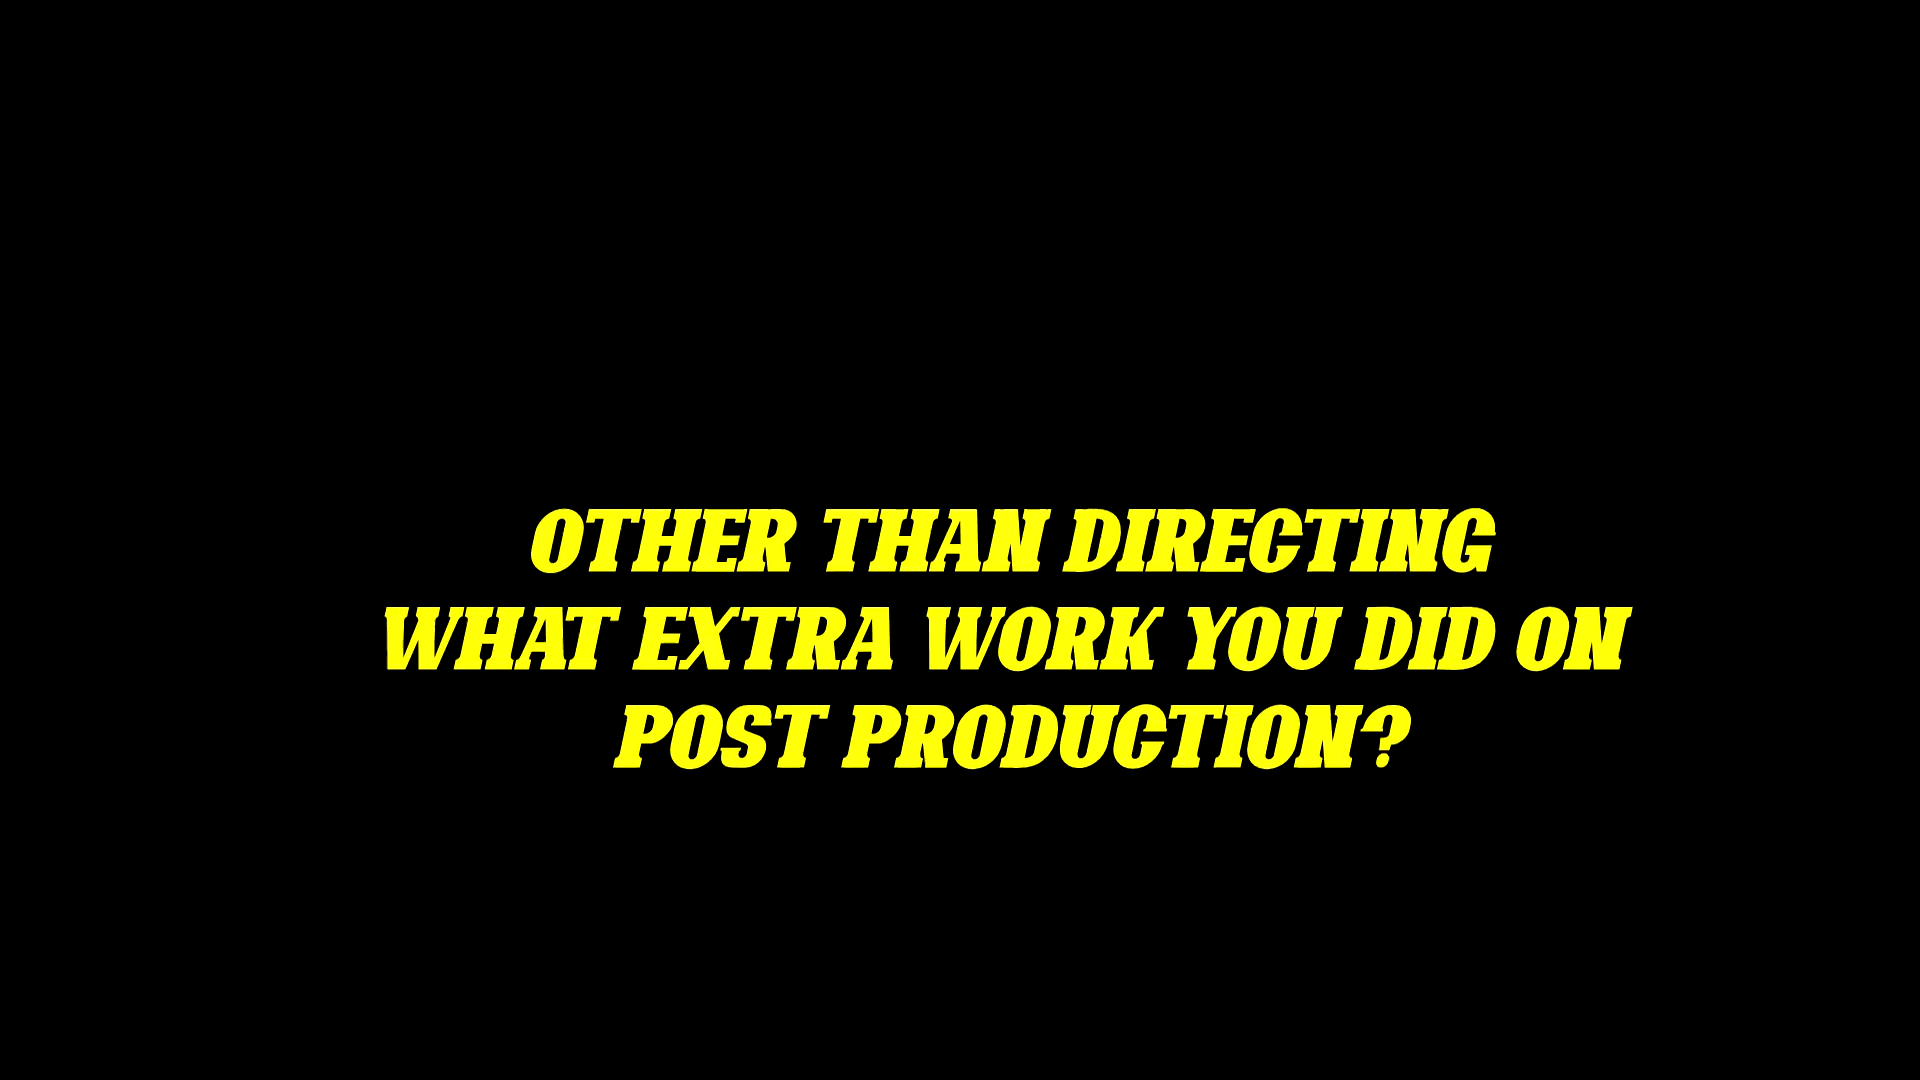 OTHER THAN DIRECTING
WHAT EXTRA WORK YOU DID ON
POST PRODUCTION?